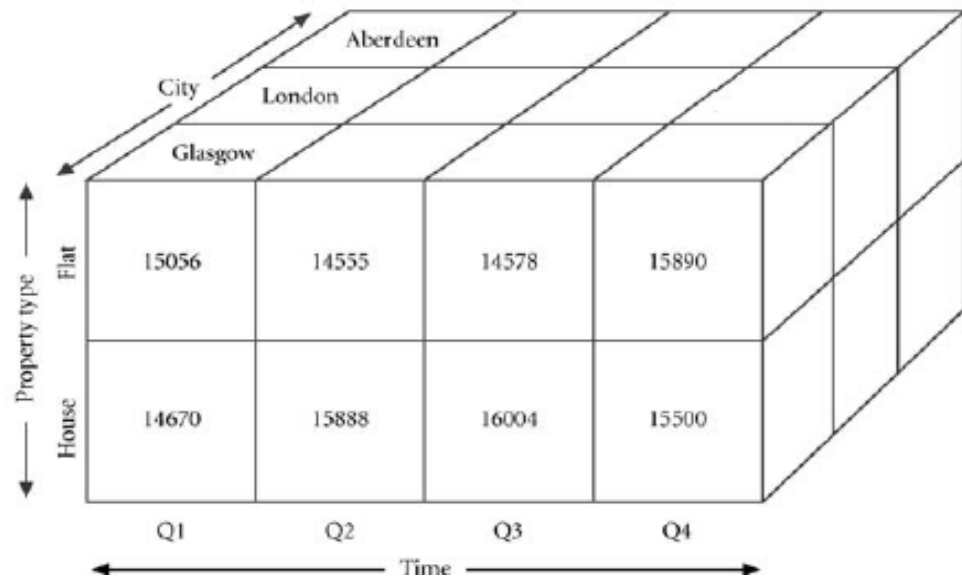 Aberdeen
City
London
Glasgow
Property type
Flat
15056 14555 14578 15890
House
14670 15888 16004 15500
Q1 Q2 Q3 Q4
Time